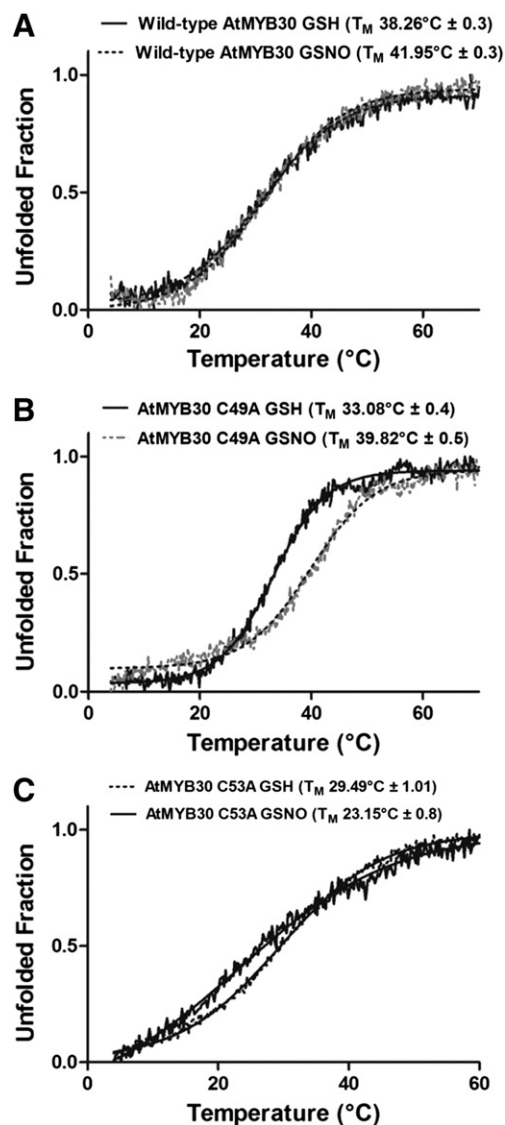 A
Wild-type AtMYB30 GSH (TM 38.26°C ± 0.3)
Wild-type AtMYB30 GSNO (TM 41.95°C ± 0.3)
1.0
0.5
0.0
Unfolded Fraction
0 20 40 60
Temperature (°C)
B
AtMYB30 C49A GSH (TM 33.08°C ± 0.4)
AtMYB30 C49A GSNO (TM 39.82°C ± 0.5)
1.0
0.5
0.0
Unfolded Fraction
0 20 40 60
Temperature (°C)
C
AtMYB30 C53A GSH (TM 29.49°C ± 1.01)
AtMYB30 C53A GSNO (TM 23.15°C ± 0.8)
1.0
0.5
0.0
Unfolded Fraction
0 20 40 60
Temperature (°C)